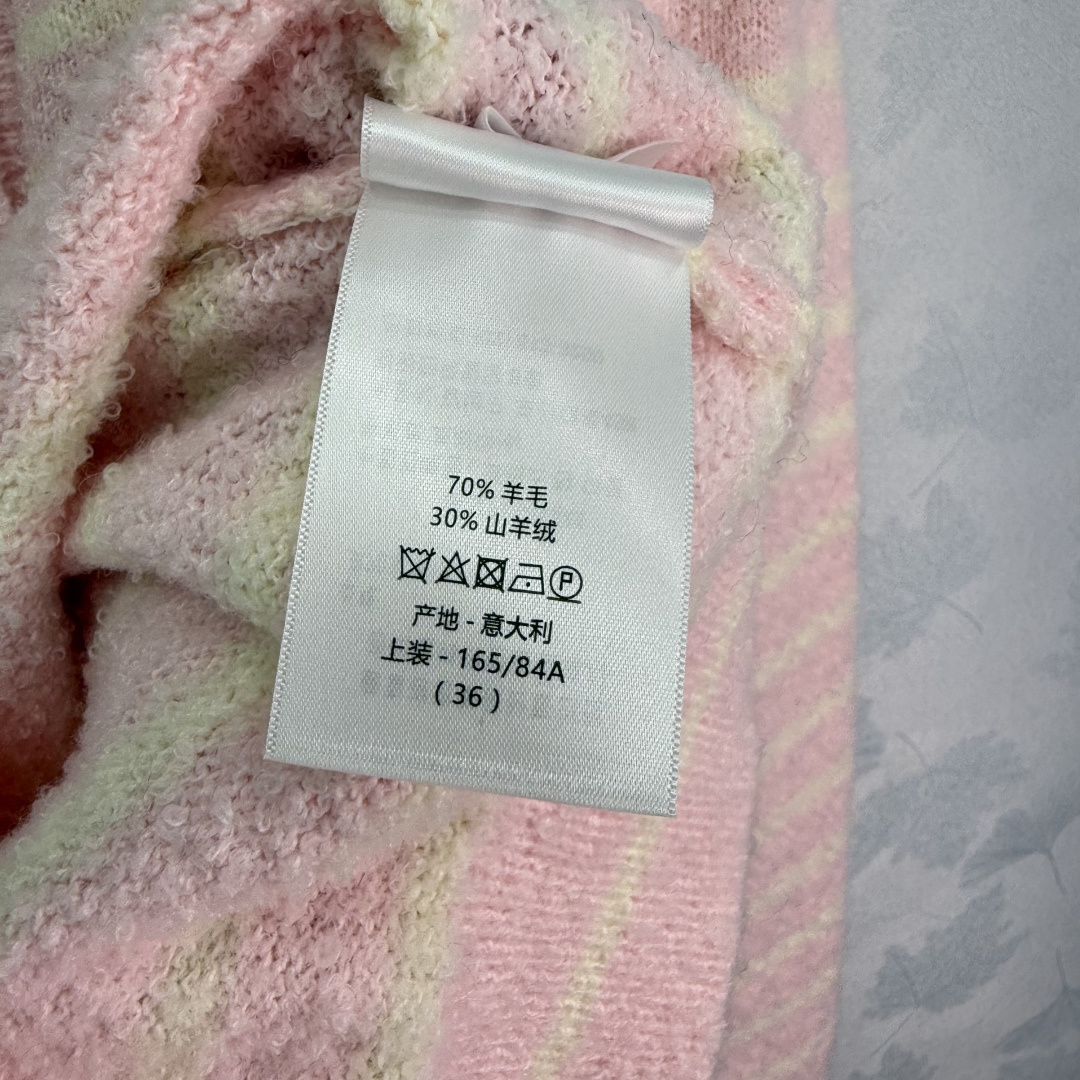 70% 羊毛
30% 山羊绒
P
产地 - 意大利
上装 - 165/84A
( 36 )